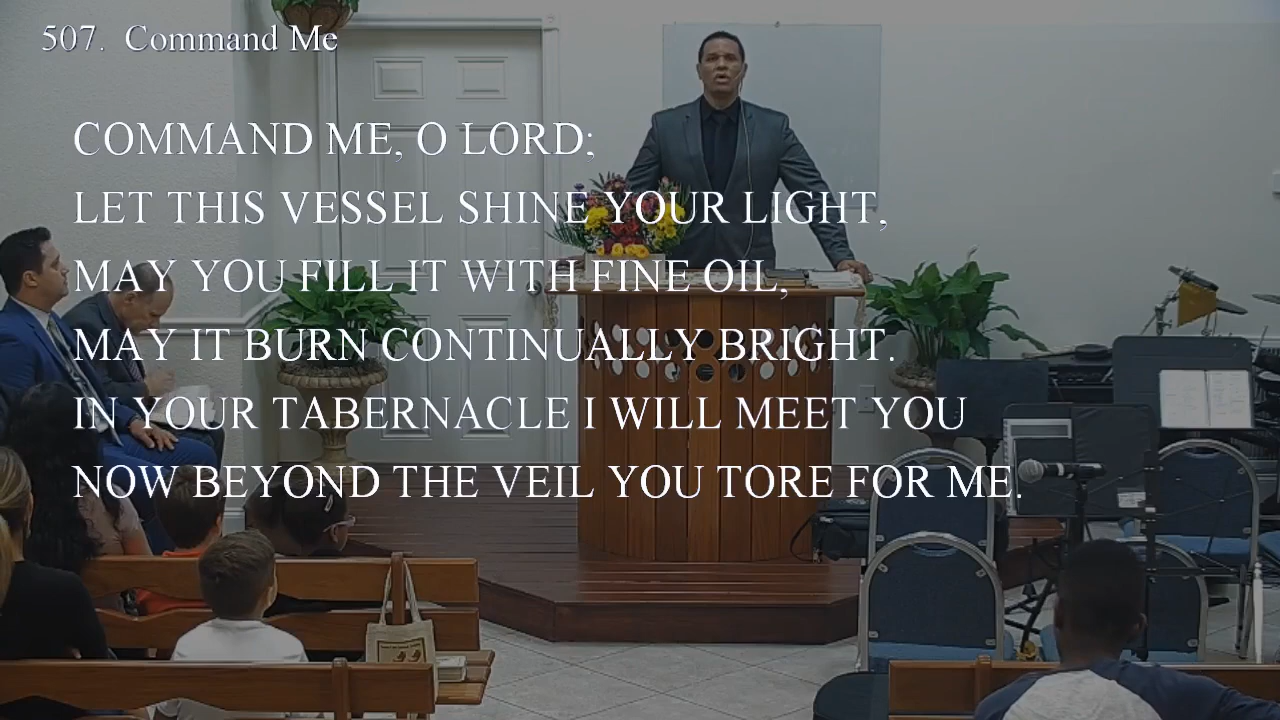 507. Command Me
COMMAND ME, O LORD;
LET THIS VESSEL SHINE YOUR LIGHT,
MAY YOU FILL IT WITH FINE OIL,
MAY IT BURN CONTINUALLY BRIGHT.
IN YOUR TABERNACLE I WILL MEET YOU
NOW BEYOND THE VEIL YOU TORE FOR ME.